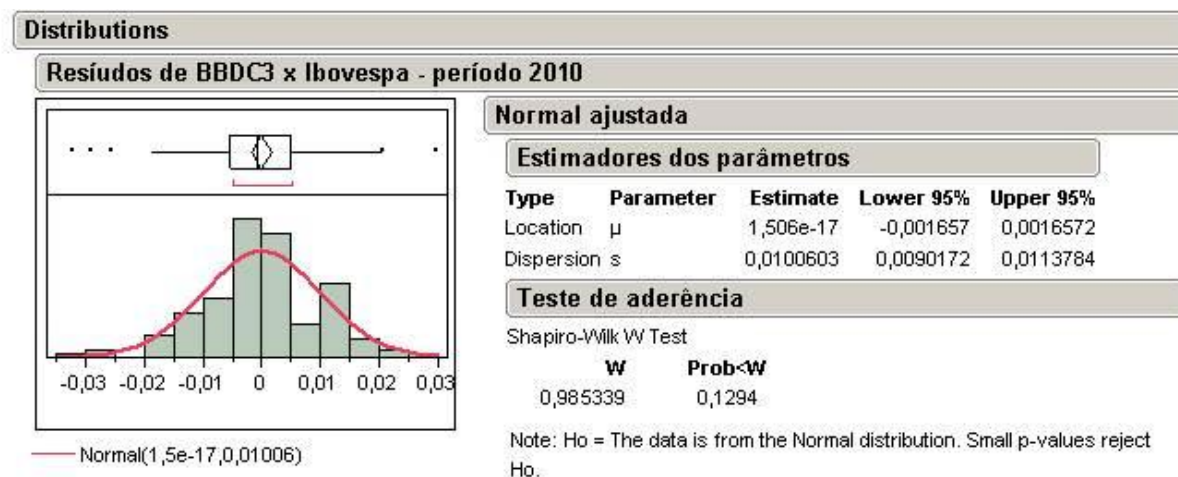 Distributions
Resíudos de BBDC3 x Ibovespa - período 2010
-0,03 -0,02 -0,01 0 0,01 0,02 0,03
Normal(1,5e-17,0,01006)
Normal ajustada
Estimadores dos parâmetros
Type Parameter Estimate Lower 95% Upper 95%
Location µ 1,506e-17 -0,001657 0,0016572
Dispersion s 0,0100603 0,0090172 0,0113784
Teste de aderência
Shapiro-Wilk W Test
W Prob<W
0,985339 0,1294
Note: Ho = The data is from the Normal distribution. Small p-values reject
Ho.